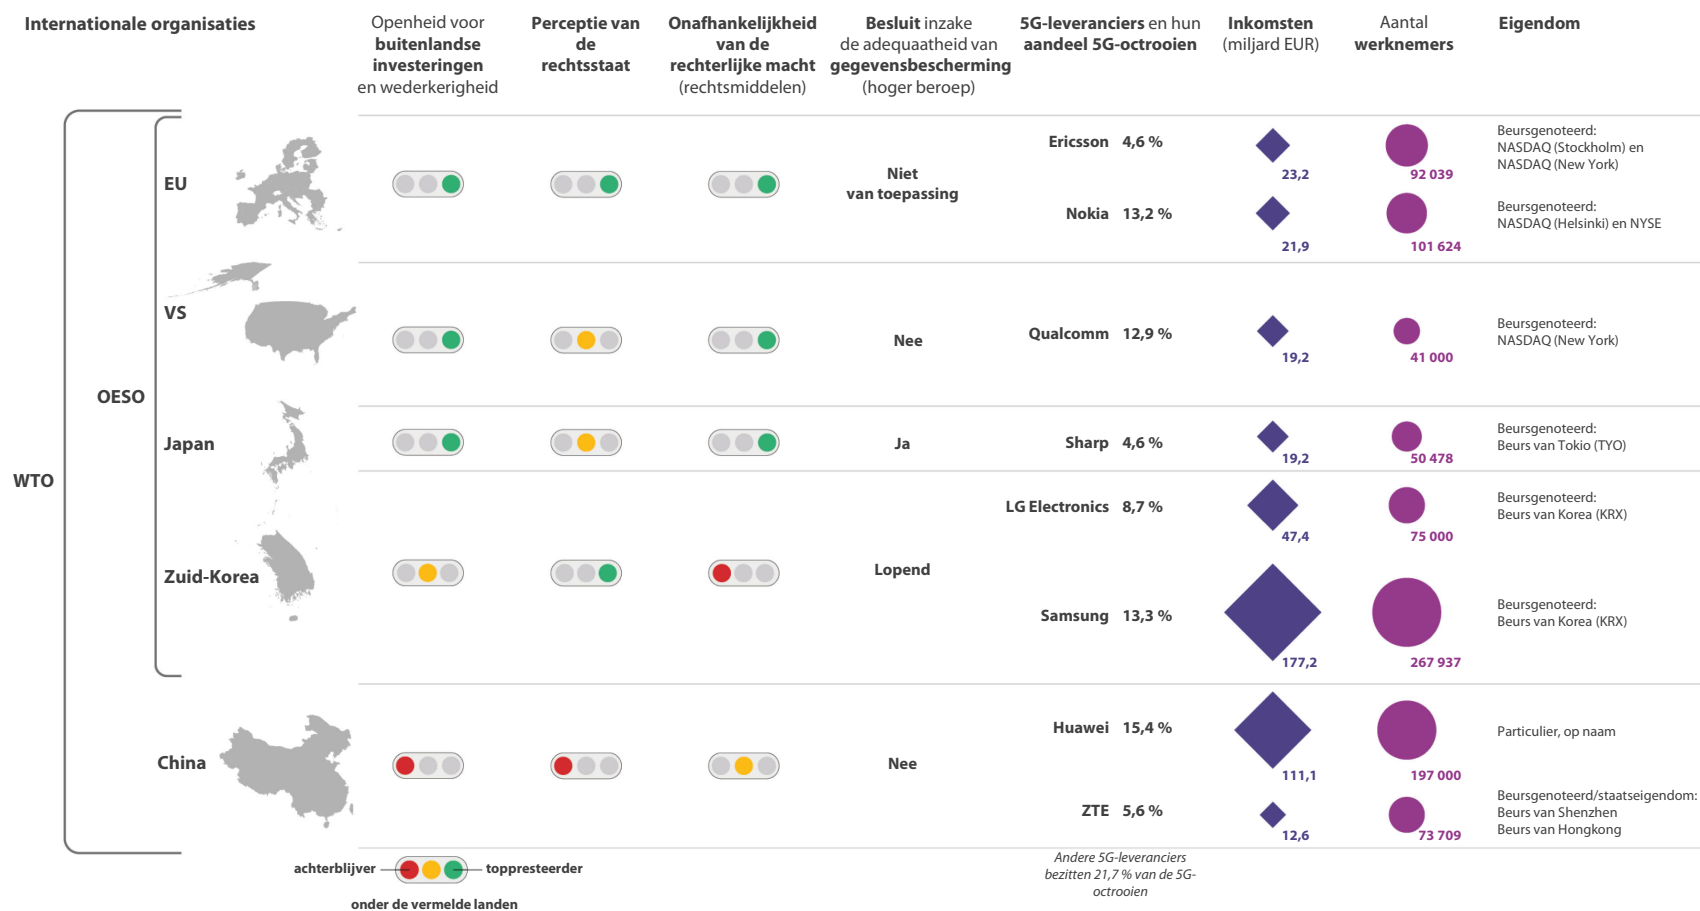 Internationale organisaties
Openheid voor
buitenlandse
investeringen
en wederkerigheid
Perceptie van
de
rechtsstaat
Onafhankelijkheid
van de
rechterlijke macht
(rechtsmiddelen)
Besluit inzake
de adequaatheid van
gegevensbescherming
(hoger beroep)
5G-leveranciers en hun
aandeel 5G-octrooien
Inkomsten
(miljard EUR)
Aantal
werknemers
Eigendom
WTO
OESO
EU
Niet
van toepassing
Ericsson 4,6 %
23,2
92 039
Beursgenoteerd:
NASDAQ (Stockholm) en
NASDAQ (New York)
Nokia 13,2 %
21,9
101 624
Beursgenoteerd:
NASDAQ (Helsinki) en NYSE
VS
Nee
Qualcomm 12,9 %
19,2
41 000
Beursgenoteerd:
NASDAQ (New York)
Japan
Ja
Sharp 4,6 %
19,2
50 478
Beursgenoteerd:
Beurs van Tokio (TYO)
Zuid-Korea
Lopend
LG Electronics 8,7 %
47,4
75 000
Beursgenoteerd:
Beurs van Korea (KRX)
Samsung 13,3 %
177,2
267 937
Beursgenoteerd:
Beurs van Korea (KRX)
China
Nee
Huawei 15,4 %
111,1
197 000
Particulier, op naam
ZTE 5,6 %
12,6
73 709
Beursgenoteerd/staatseigendom:
Beurs van Shenzhen
Beurs van Hongkong
achterblijver
toppresteerder
onder de vermelde landen
Andere 5G-leveranciers
bezitten 21,7 % van de 5G-
octrooien